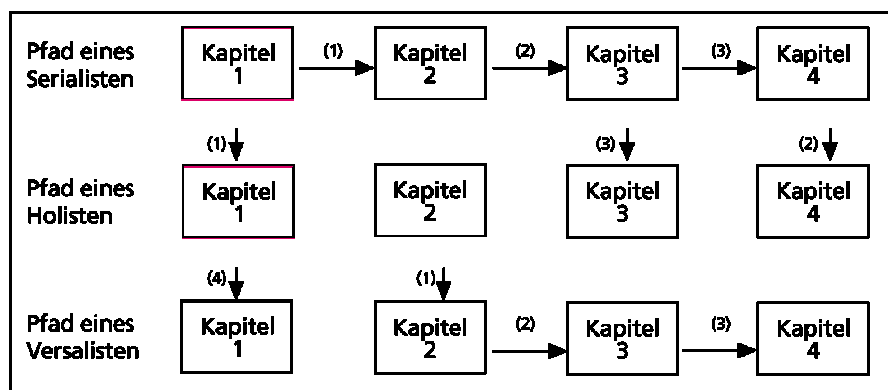 Pfad eines
Serialisten
Kapitel
1
(1)
Kapitel
2
(2)
Kapitel
3
(3)
Kapitel
4
Pfad eines
Holisten
(1)
Kapitel
1
Kapitel
2
(3)
Kapitel
3
(2)
Kapitel
4
Pfad eines
Versalisten
(4)
Kapitel
1
(1)
Kapitel
2
(2)
Kapitel
3
(3)
Kapitel
4